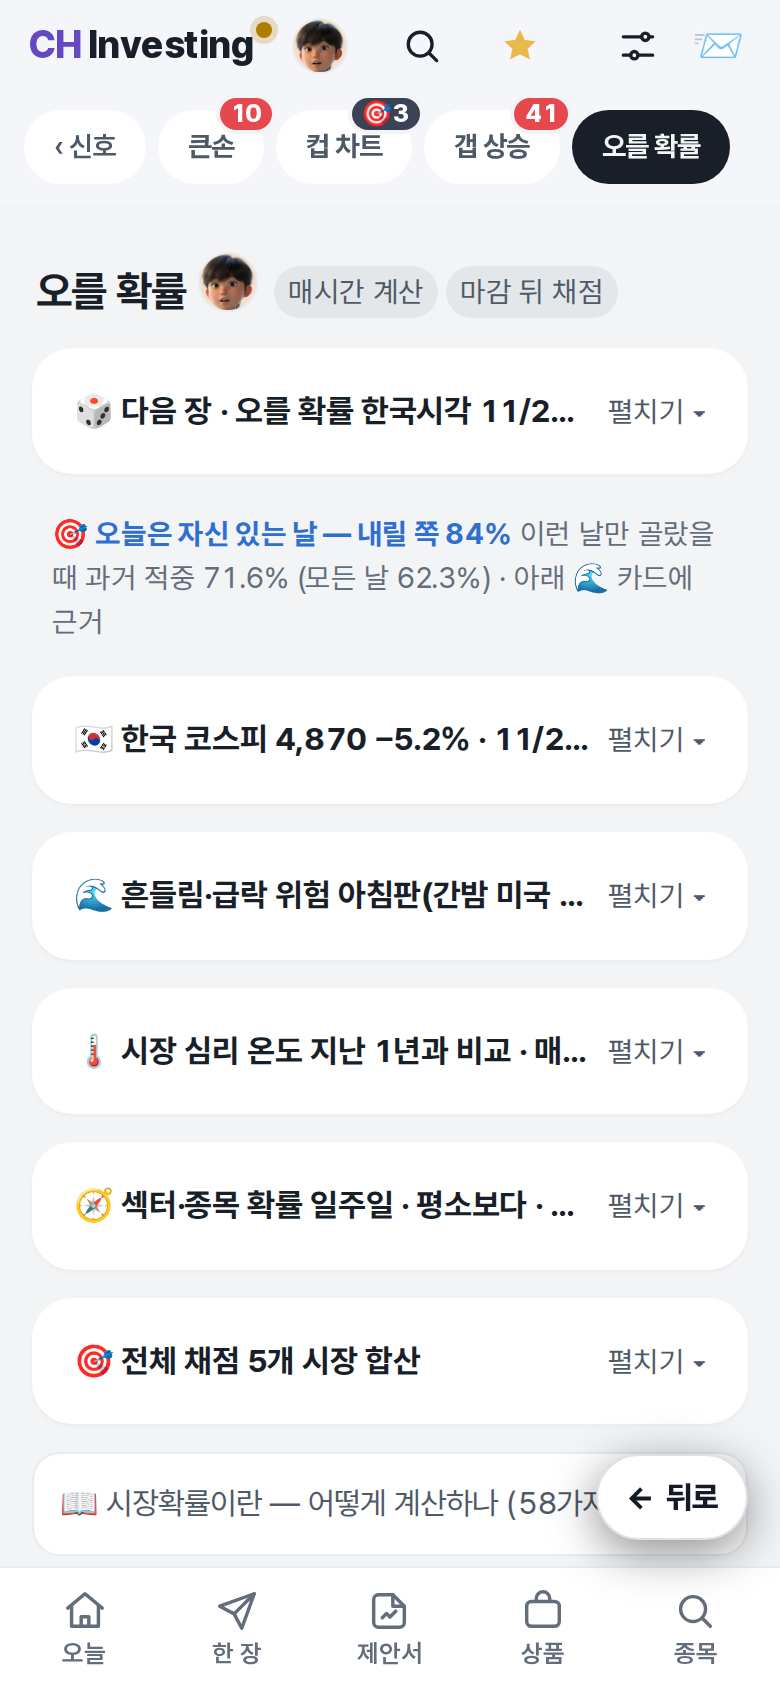 CH Investing
‹ 신호
큰손
10
컵 차트
3
갭 상승
41
오를 확률
오를 확률
매시간 계산
마감 뒤 채점
다음 장 · 오를 확률 한국시각 11/2...
펼치기
오늘은 자신 있는 날 — 내릴 쪽 84% 이런 날만 골랐을
때 과거 적중 71.6% (모든 날 62.3%) · 아래 🌊 카드에
근거
한국 코스피 4,870 −5.2% · 11/2...
펼치기
흔들림·급락 위험 아침판(간밤 미국 ...
펼치기
시장 심리 온도 지난 1년과 비교 · 매...
펼치기
섹터·종목 확률 일주일 · 평소보다 · ...
펼치기
전체 채점 5개 시장 합산
펼치기
시장확률이란 — 어떻게 계산하나 (58가지
← 뒤로
오늘
한 장
제안서
상품
종목